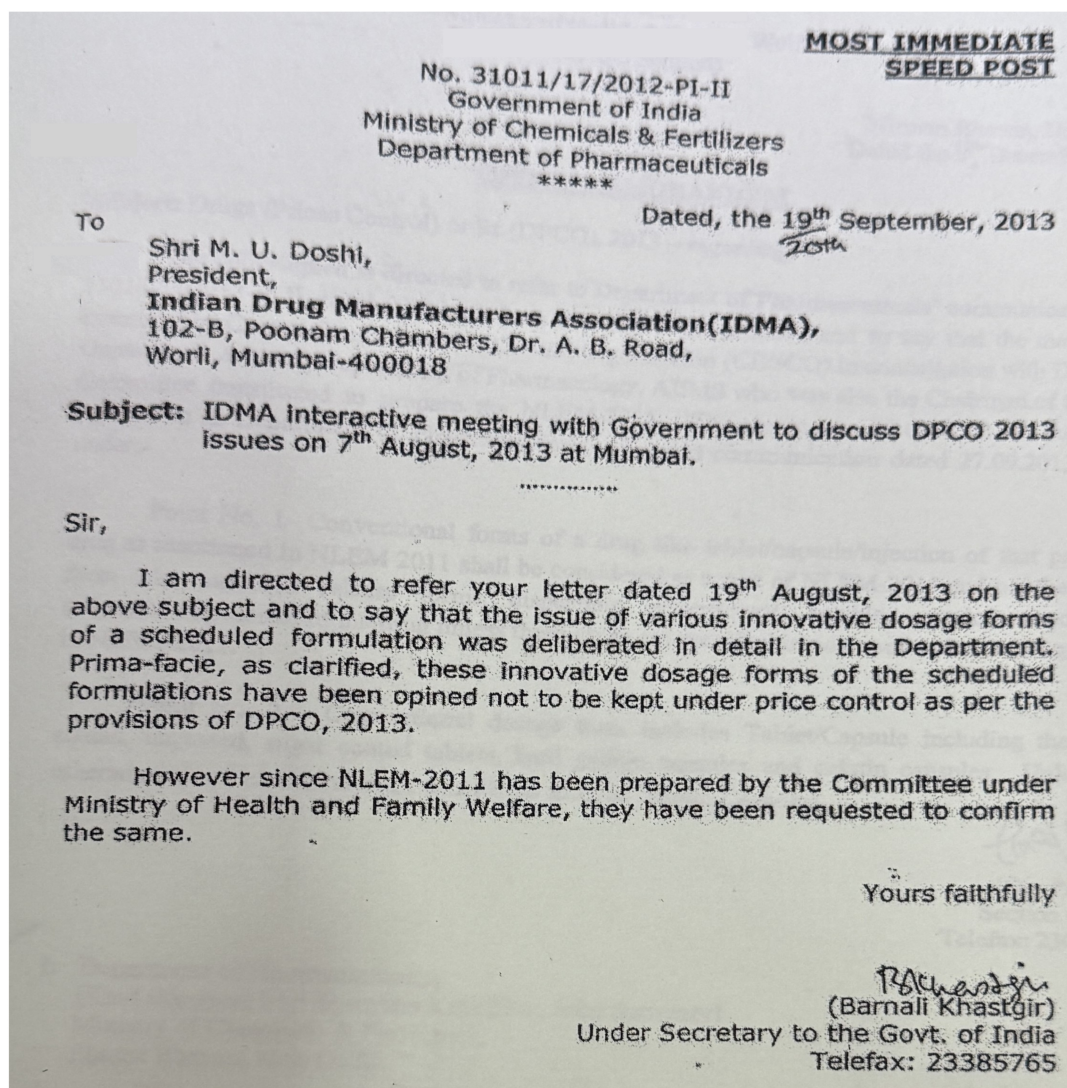 MOST IMMEDIATE
SPEED POST
No. 31011/17/2012-PI-II
Government of India
Ministry of Chemicals & Fertilizers
Department of Pharmaceuticals
*****
Dated, the 19th September, 2013
20th
To
Shri M. U. Doshi,
President,
Indian Drug Manufacturers Association(IDMA),
102-B, Poonam Chambers, Dr. A. B. Road,
Worli, Mumbai-400018
Subject: IDMA interactive meeting with Government to discuss DPCO 2013
issues on 7th August, 2013 at Mumbai.
...............
Sir,
I am directed to refer your letter dated 19th August, 2013 on the
above subject and to say that the issue of various innovative dosage forms
of a scheduled formulation was deliberated in detail in the Department.
Prima-facie, as clarified, these innovative dosage forms of the scheduled
formulations have been opined not to be kept under price control as per the
provisions of DPCO, 2013.
However since NLEM-2011 has been prepared by the Committee under
Ministry of Health and Family Welfare, they have been requested to confirm
the same.
Yours faithfully
BKhastgir
(Barnali Khastgir)
Under Secretary to the Govt. of India
Telefax: 23385765